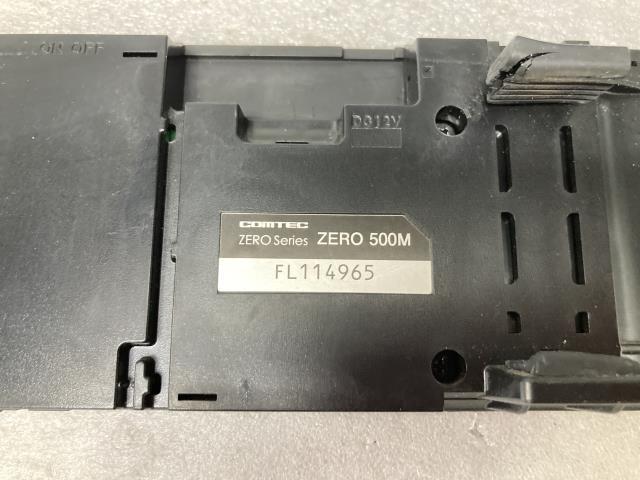 ON OFF
DC12V
COMTEC
ZERO Series ZERO 500M
FL114965